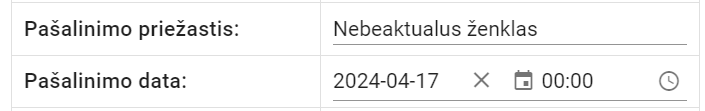 Pašalinimo priežastis: Nebeaktualus ženklas
Pašalinimo data: 2024-04-17 00:00